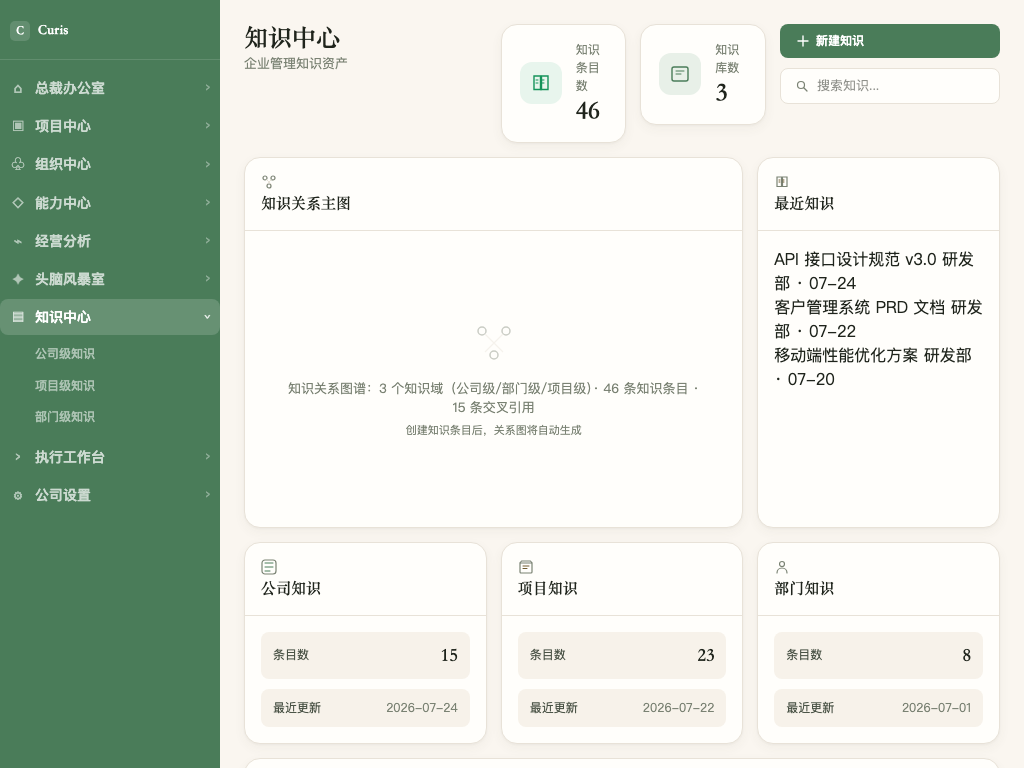 C Curis
总裁办公室
项目中心
组织中心
能力中心
经营分析
头脑风暴室
知识中心
公司级知识
项目级知识
部门级知识
执行工作台
公司设置
知识中心
企业管理知识资产
知识
条目
数
46
知识
库数
3
新建知识
搜索知识...
知识关系主图
知识关系图谱：3 个知识域（公司级/部门级/项目级）· 46 条知识条目 ·
15 条交叉引用
创建知识条目后，关系图将自动生成
最近知识
API 接口设计规范 v3.0 研发
部 · 07-24
客户管理系统 PRD 文档 研发
部 · 07-22
移动端性能优化方案 研发部
· 07-20
公司知识
条目数 15
最近更新 2026-07-24
项目知识
条目数 23
最近更新 2026-07-22
部门知识
条目数 8
最近更新 2026-07-01